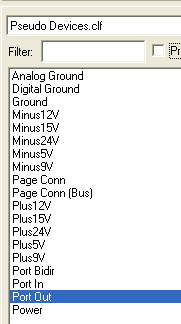 Pseudo Devices.clf
Filter:
Analog Ground
Digital Ground
Ground
Minus12V
Minus15V
Minus24V
Minus5V
Minus9V
Page Conn
Page Conn (Bus)
Plus12V
Plus15V
Plus24V
Plus5V
Plus9V
Port Bidir
Port In
Port Out
Power